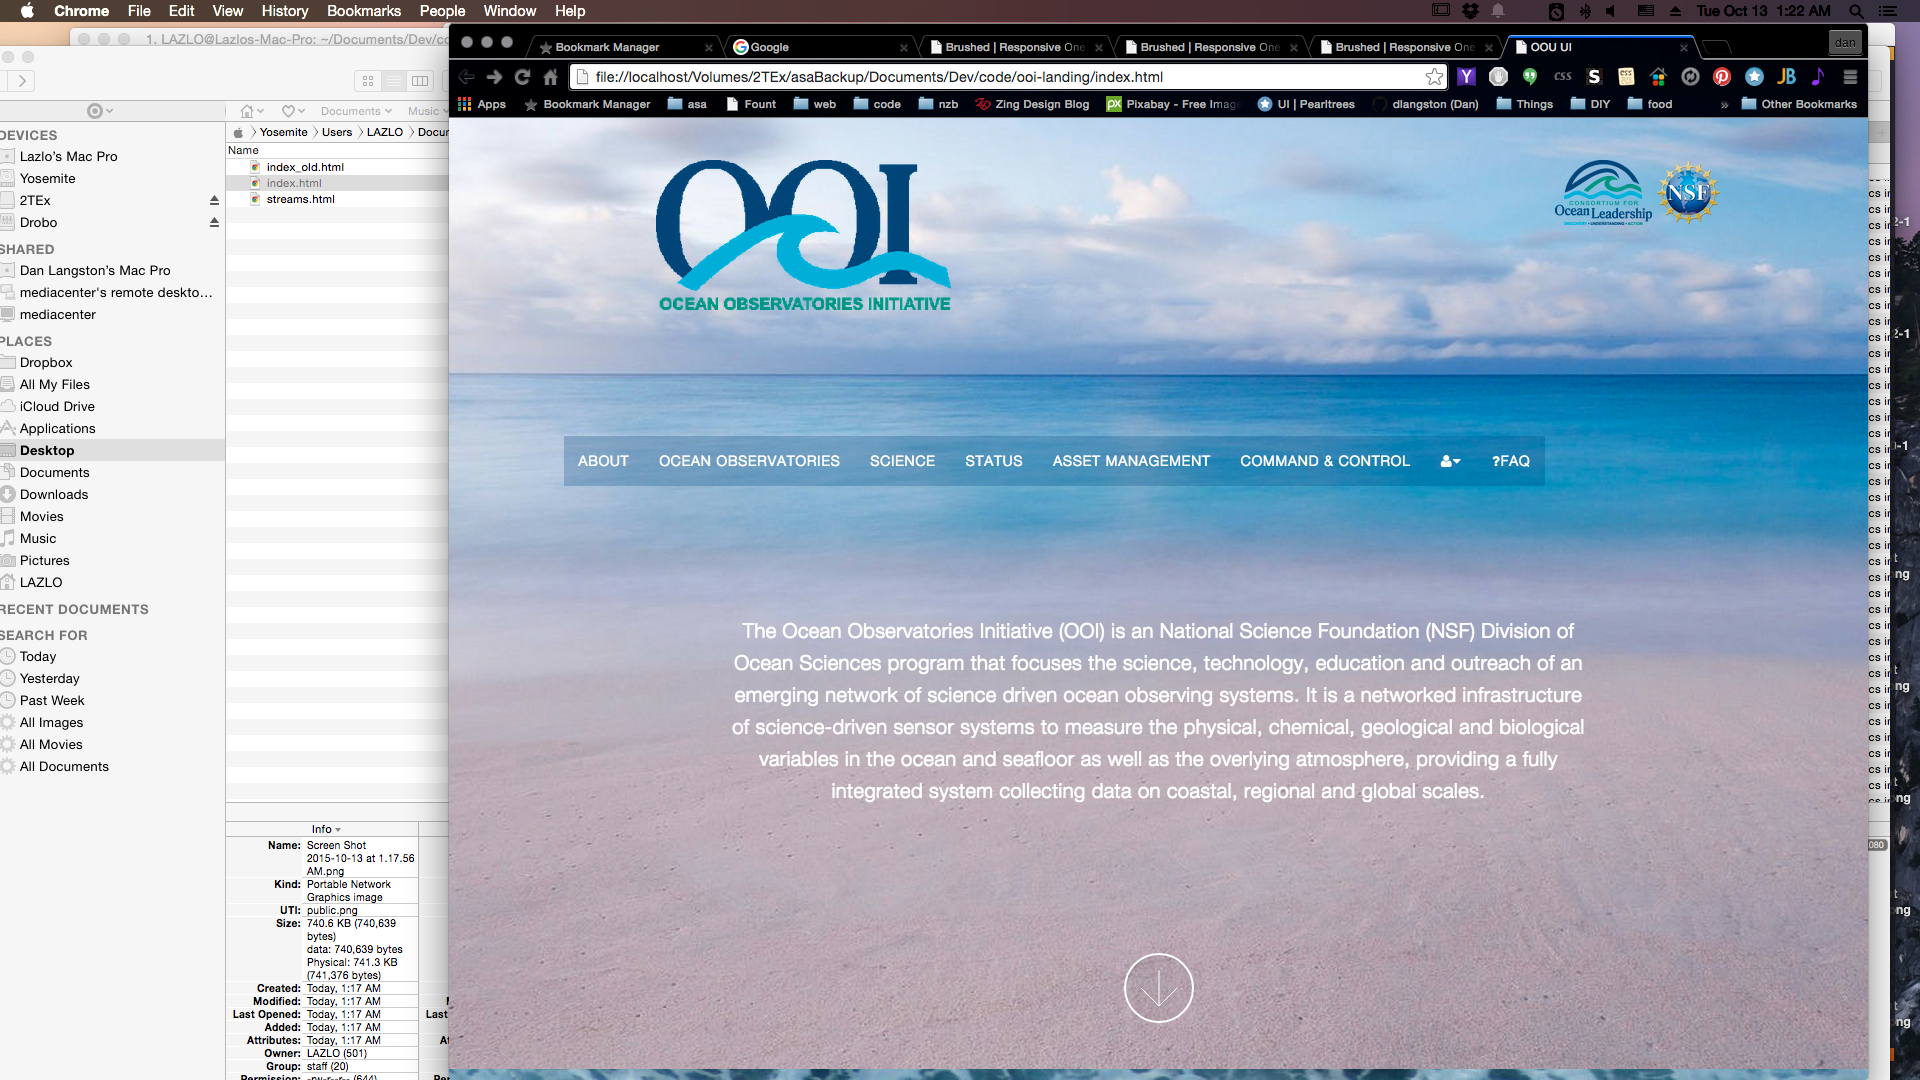 Chrome File Edit View History Bookmarks People Window Help
Tue Oct 13 1:22 AM
1. LAZLO@Lazlos-Mac-Pro: ~/Documents/Dev/co
Bookmark Manager
Google
Brushed | Responsive One
Brushed | Responsive One
Brushed | Responsive One
OOU UI
dan
file://localhost/Volumes/2TEx/asaBackup/Documents/Dev/code/ooi-landing/index.html
Apps
Bookmark Manager
asa
Fount
web
code
nzb
Zing Design Blog
Pixabay - Free Imag
UI | Pearltrees
dlangston (Dan)
Things
DIY
food
»
Other Bookmarks
Documents
Music
Yosemite
Users
LAZLO
Docu
Name
index_old.html
index.html
streams.html
DEVICES
Lazlo's Mac Pro
Yosemite
2TEx
Drobo
SHARED
Dan Langston's Mac Pro
mediacenter's remote deskto...
mediacenter
PLACES
Dropbox
All My Files
iCloud Drive
Applications
Desktop
Documents
Downloads
Movies
Music
Pictures
LAZLO
RECENT DOCUMENTS
SEARCH FOR
Today
Yesterday
Past Week
All Images
All Movies
All Documents
Info
Name: Screen Shot
2015-10-13 at 1.17.56
AM.png
Kind: Portable Network
Graphics image
UTI: public.png
Size: 740.6 KB (740,639
bytes)
data: 740,639 bytes
Physical: 741.3 KB
(741,376 bytes)
Created: Today, 1:17 AM
Modified: Today, 1:17 AM
Last Opened: Today, 1:17 AM
Added: Today, 1:17 AM
Attributes: Today, 1:17 AM
Owner: LAZLO (501)
Group: staff (20)
Last
OOI
OCEAN OBSERVATORIES INITIATIVE
CONSORTIUM FOR
Ocean Leadership
DISCOVERY • UNDERSTANDING • ACTION
NSF
ABOUT
OCEAN OBSERVATORIES
SCIENCE
STATUS
ASSET MANAGEMENT
COMMAND & CONTROL
?FAQ
The Ocean Observatories Initiative (OOI) is an National Science Foundation (NSF) Division of
Ocean Sciences program that focuses the science, technology, education and outreach of an
emerging network of science driven ocean observing systems. It is a networked infrastructure
of science-driven sensor systems to measure the physical, chemical, geological and biological
variables in the ocean and seafloor as well as the overlying atmosphere, providing a fully
integrated system collecting data on coastal, regional and global scales.